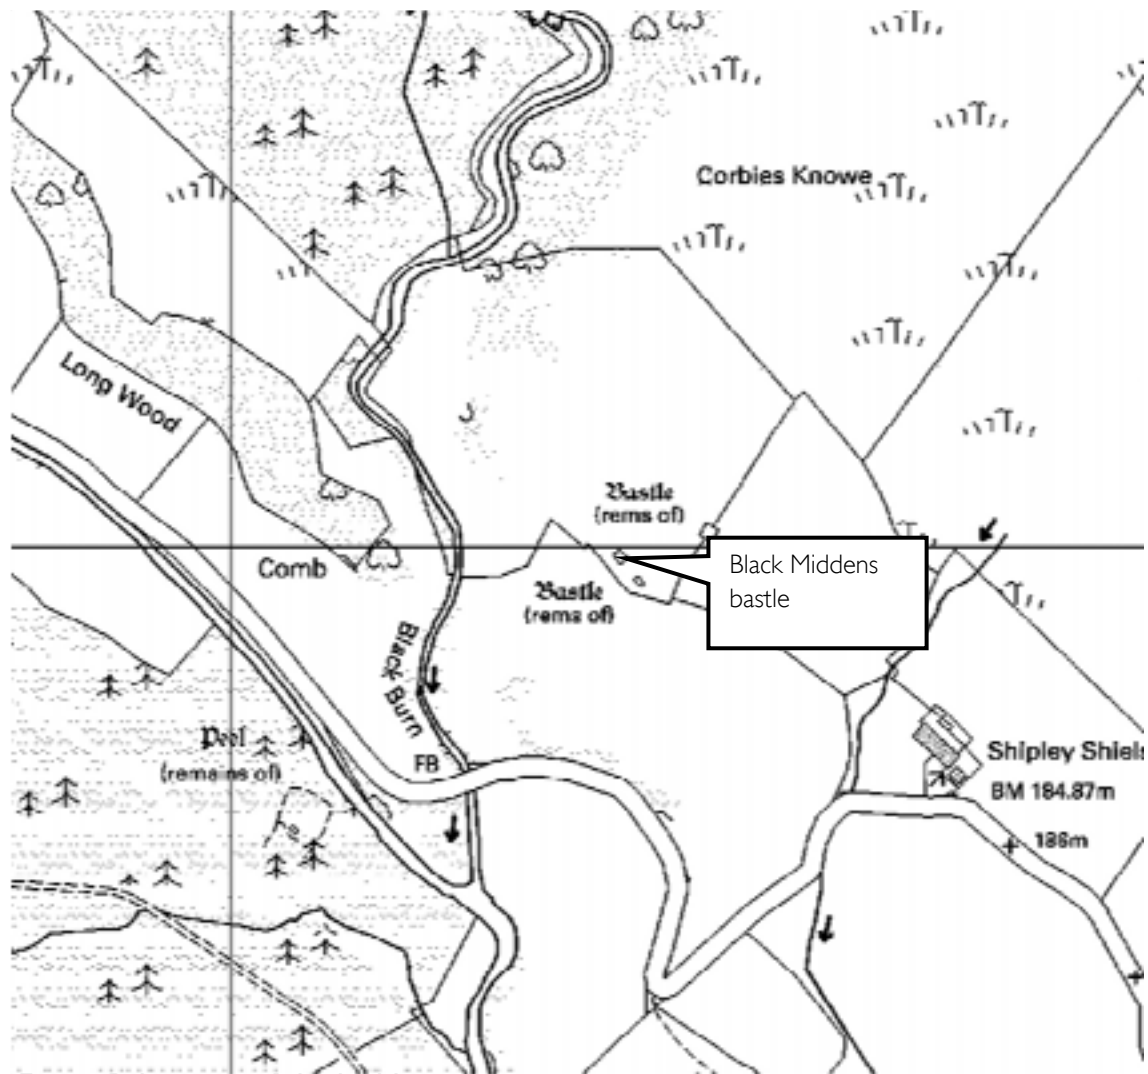 Corbies Knowe
Long Wood
Bastle
(rems of)
Black Middens
bastle
Comb
Bastle
(rems of)
Black Burn
Peel
(remains of)
FB
Shipley Shiels
BM 184.87m
186m